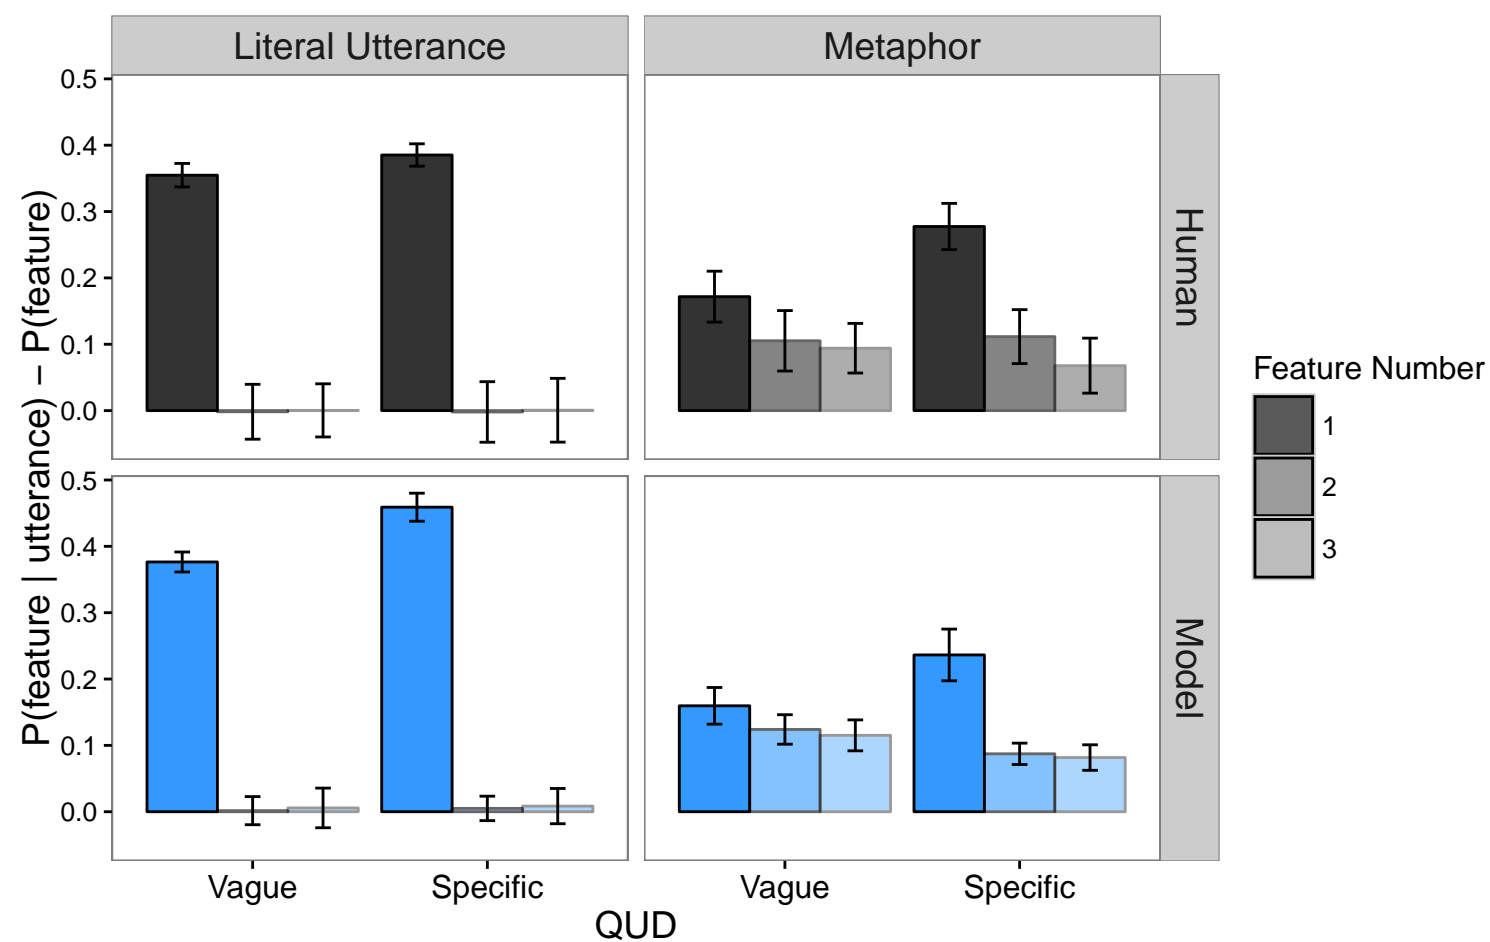 Literal Utterance
Metaphor
0.5
0.4
0.3
0.2
0.1
0.0
Human
0.5
0.4
0.3
0.2
0.1
0.0
Model
P(feature | utterance) − P(feature)
Vague
Specific
Vague
Specific
QUD
Feature Number
1
2
3